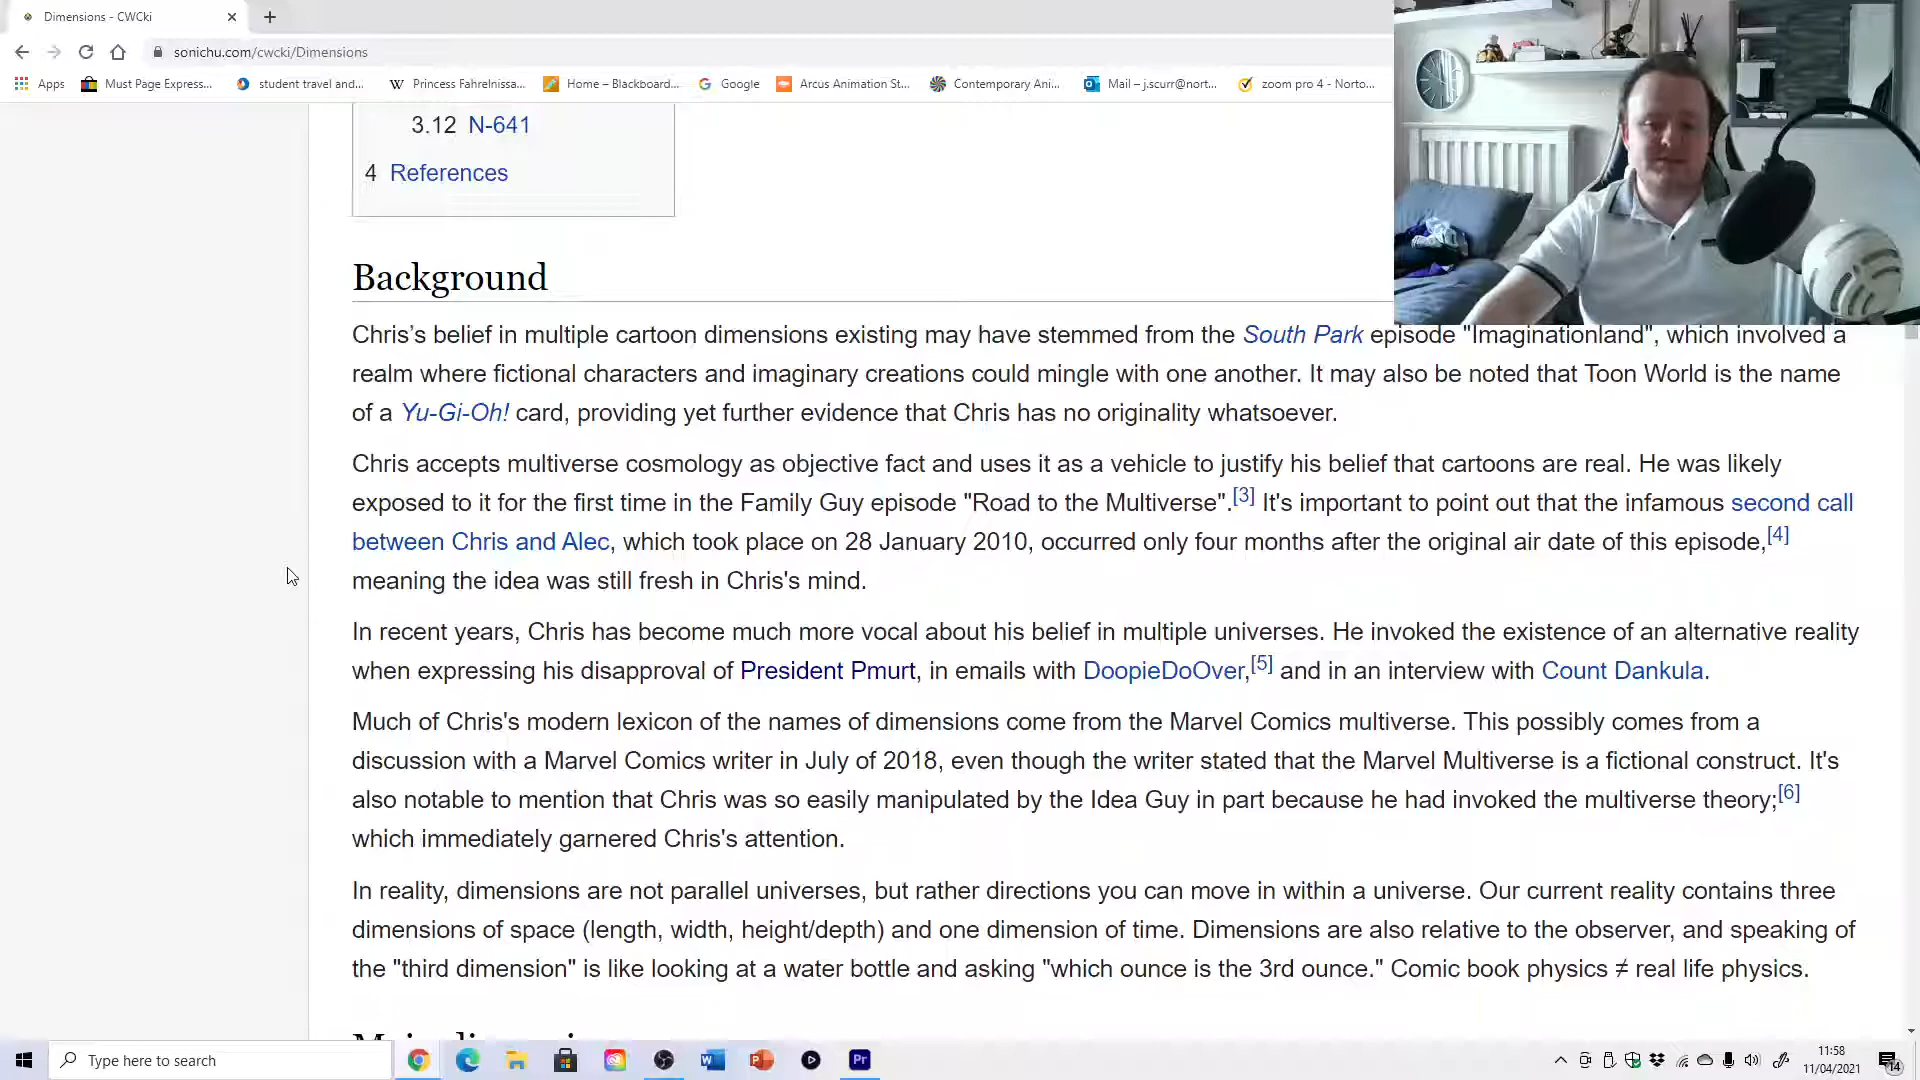 Dimensions - CWCki
sonichu.com/cwcki/Dimensions
Apps
Must Page Express...
student travel and...
Princess Fahrelnissa...
Home – Blackboard...
Google
Arcus Animation St...
Contemporary Ani...
Mail – j.scurr@nort...
zoom pro 4 - Norto...
3.12 N-641
4 References
Background
Chris’s belief in multiple cartoon dimensions existing may have stemmed from the South Park episode "Imaginationland", which involved a
realm where fictional characters and imaginary creations could mingle with one another. It may also be noted that Toon World is the name
of a Yu-Gi-Oh! card, providing yet further evidence that Chris has no originality whatsoever.
Chris accepts multiverse cosmology as objective fact and uses it as a vehicle to justify his belief that cartoons are real. He was likely
exposed to it for the first time in the Family Guy episode "Road to the Multiverse".[3] It's important to point out that the infamous second call
between Chris and Alec, which took place on 28 January 2010, occurred only four months after the original air date of this episode,[4]
meaning the idea was still fresh in Chris's mind.
In recent years, Chris has become much more vocal about his belief in multiple universes. He invoked the existence of an alternative reality
when expressing his disapproval of President Pmurt, in emails with DoopieDoOver,[5] and in an interview with Count Dankula.
Much of Chris's modern lexicon of the names of dimensions come from the Marvel Comics multiverse. This possibly comes from a
discussion with a Marvel Comics writer in July of 2018, even though the writer stated that the Marvel Multiverse is a fictional construct. It's
also notable to mention that Chris was so easily manipulated by the Idea Guy in part because he had invoked the multiverse theory;[6]
which immediately garnered Chris's attention.
In reality, dimensions are not parallel universes, but rather directions you can move in within a universe. Our current reality contains three
dimensions of space (length, width, height/depth) and one dimension of time. Dimensions are also relative to the observer, and speaking of
the "third dimension" is like looking at a water bottle and asking "which ounce is the 3rd ounce." Comic book physics ≠ real life physics.
Type here to search
Pr
11:58
11/04/2021
14